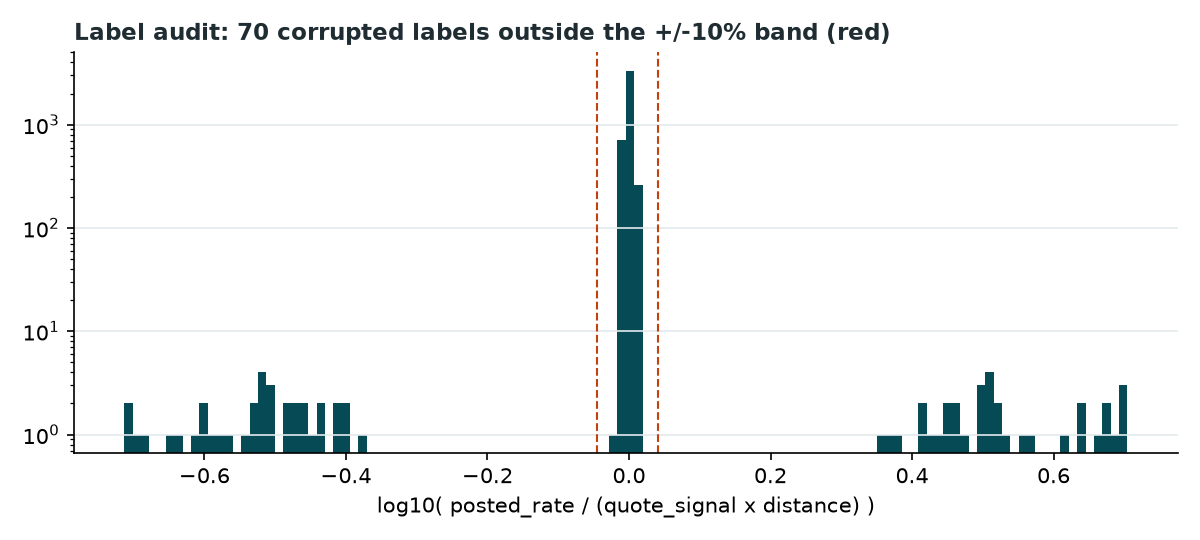 Label audit: 70 corrupted labels outside the +/-10% band (red)
10³
10²
10¹
10⁰
−0.6 −0.4 −0.2 0.0 0.2 0.4 0.6
log10( posted_rate / (quote_signal x distance) )